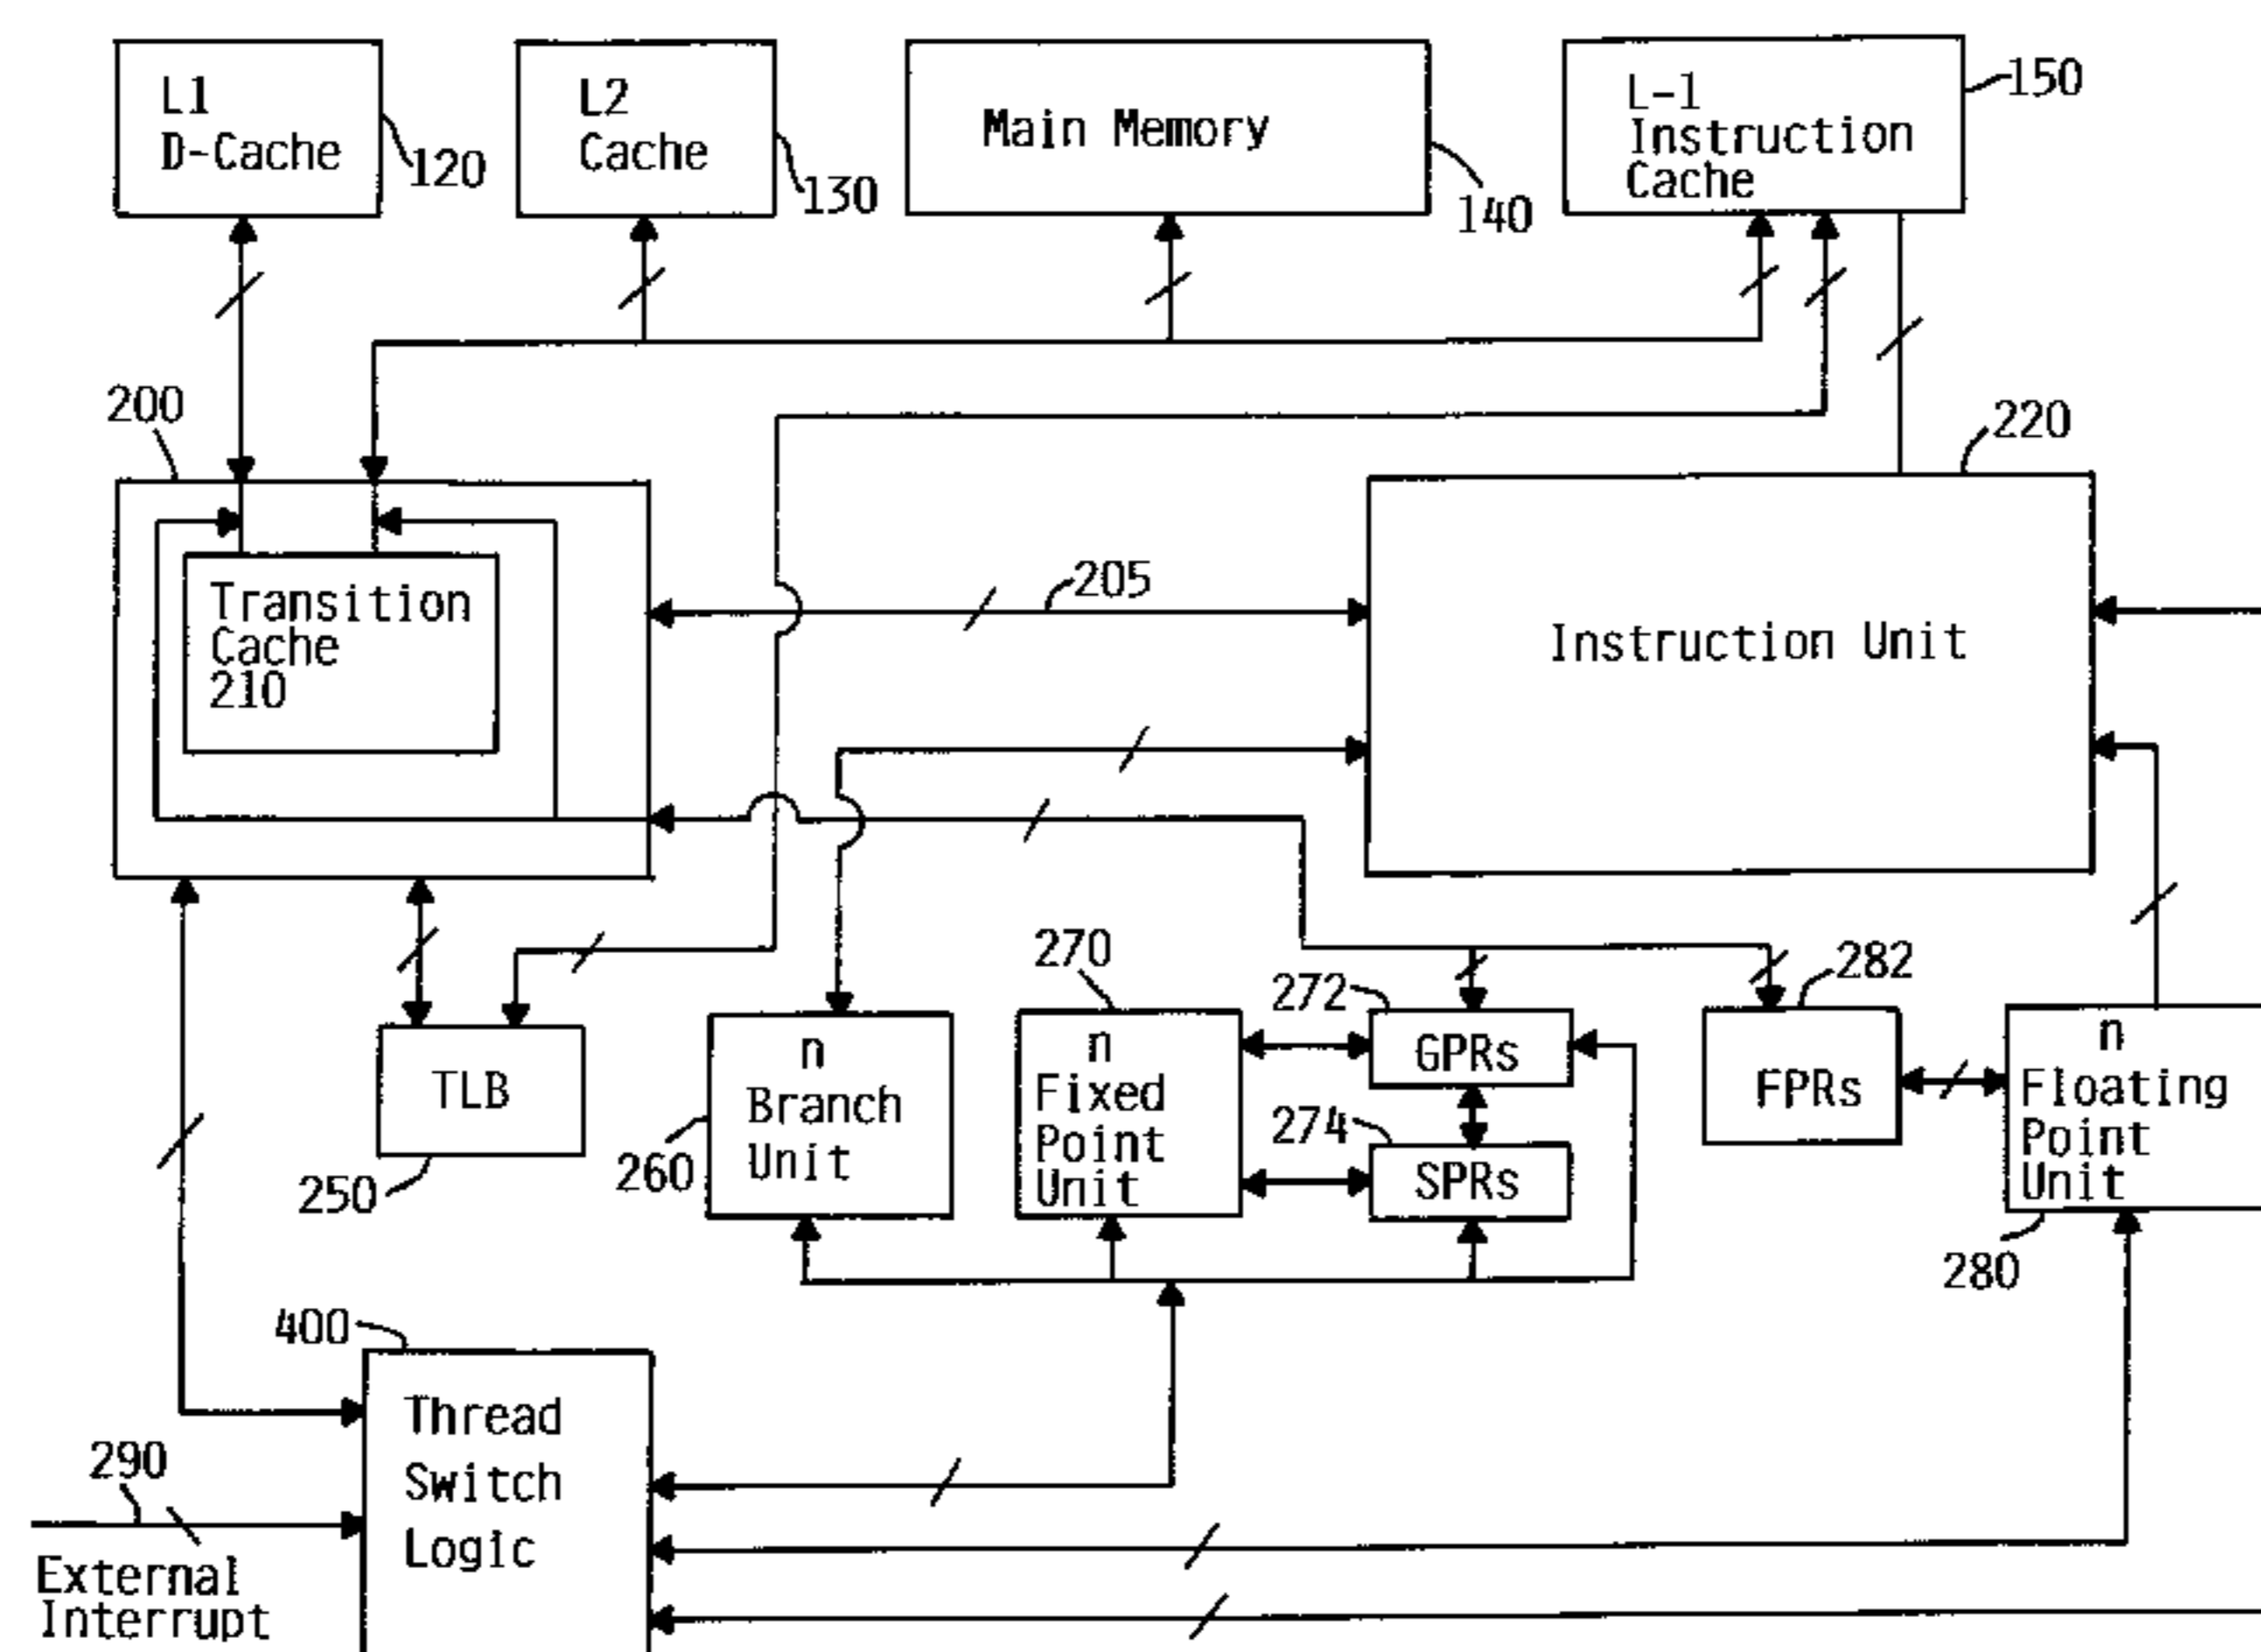 L1
D-Cache
120
L2
Cache
130
Main Memory
140
L-1
Instruction
Cache
150
200
220
Transition
Cache
210
205
Instruction Unit
TLB
250
n
Branch
Unit
260
270
n
Fixed
Point
Unit
272
GPRs
274
SPRs
282
FPRs
n
Floating
Point
Unit
280
400
Thread
Switch
Logic
290
External
Interrupt